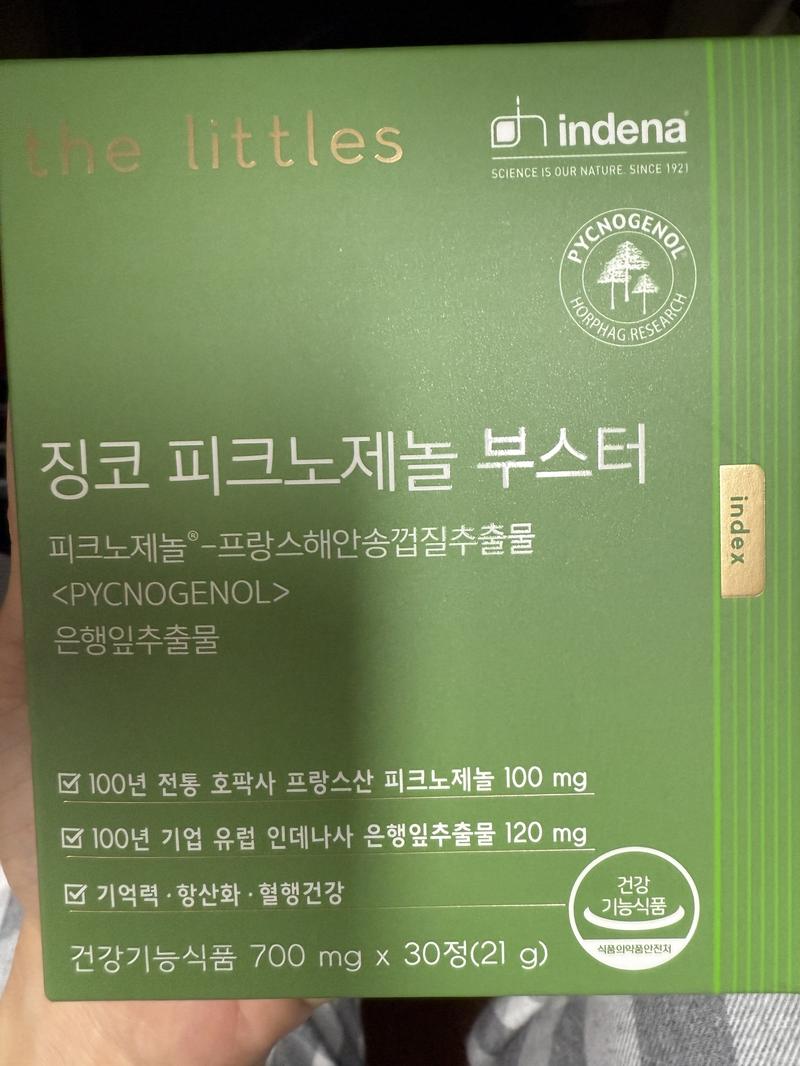 the littles
indena®
SCIENCE IS OUR NATURE. SINCE 1921
PYCNOGENOL®
HORPHAG RESEARCH
징코 피크노제놀 부스터
피크노제놀®-프랑스해안송껍질추출물
<PYCNOGENOL>
은행잎추출물
index
100년 전통 호팍사 프랑스산 피크노제놀 100 mg
100년 기업 유럽 인데나사 은행잎추출물 120 mg
기억력·항산화·혈행건강
건강기능식품 700 mg x 30정(21 g)
건강
기능식품
식품의약품안전처